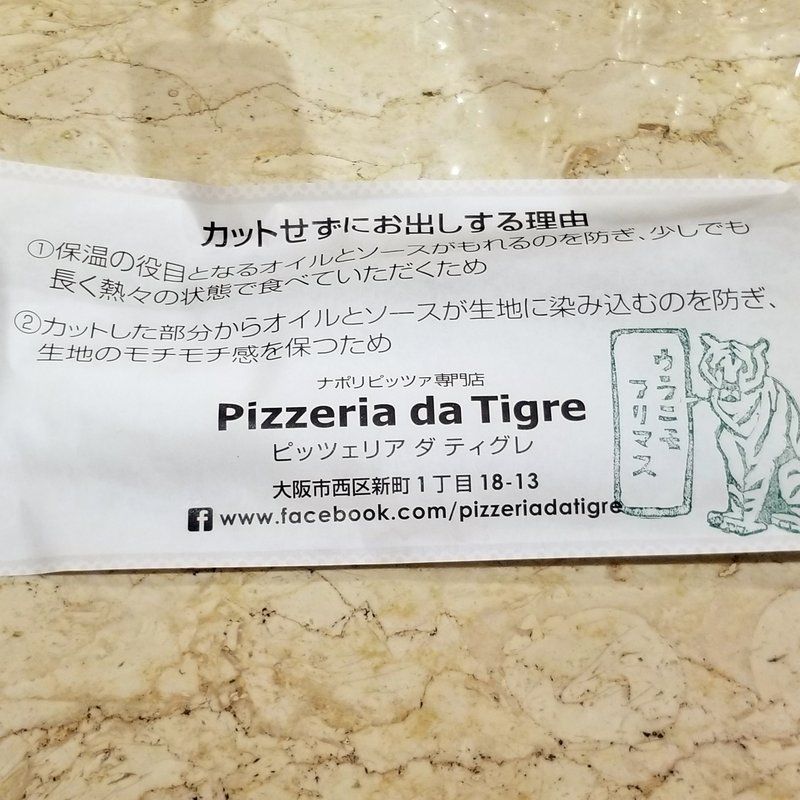 カットせずにお出しする理由
①保温の役目となるオイルとソースがもれるのを防ぎ、少しでも
長く熱々の状態で食べていただくため
②カットした部分からオイルとソースが生地に染み込むのを防ぎ、
生地のモチモチ感を保つため
ナポリピッツァ専門店
Pizzeria da Tigre
ピッツェリア ダ ティグレ
大阪市西区新町1丁目18-13
www.facebook.com/pizzeriadatigre
ウラニモ
アリマス